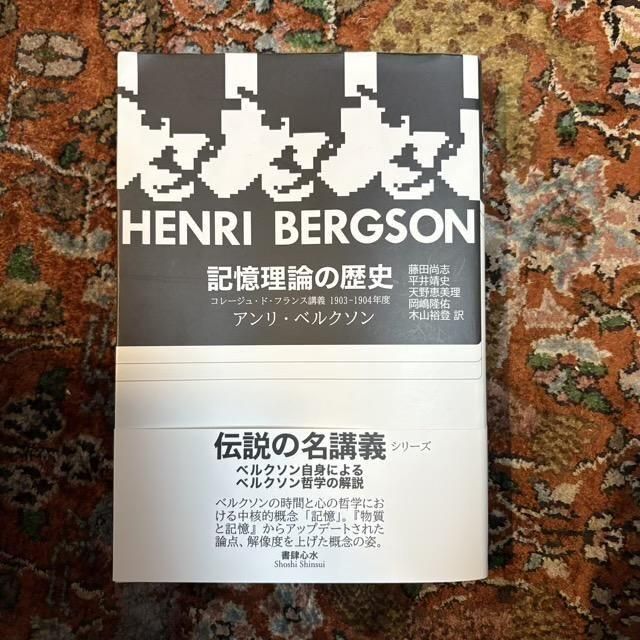 HENRI BERGSON
記憶理論の歴史
コレージュ・ド・フランス講義 1903-1904年度
アンリ・ベルクソン
藤田尚志
平井靖史
天野恵美理
岡嶋隆佑
木山裕登 訳
伝説の名講義シリーズ
ベルクソン自身による
ベルクソン哲学の解説
ベルクソンの時間と心の哲学にお
ける中核的概念「記憶」。『物質
と記憶』からアップデートされた
論点、解像度を上げた概念の姿。
書肆心水
Shoshi Shinsui